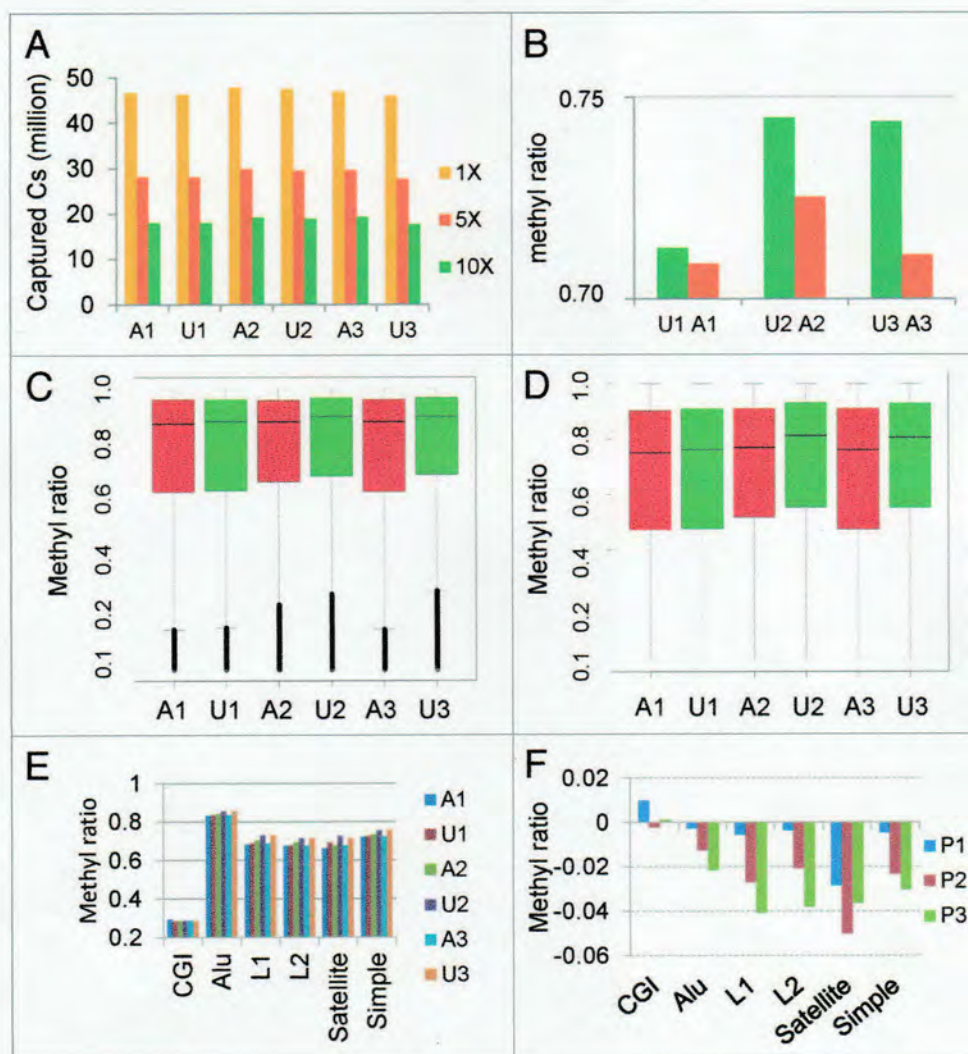 A
Captured Cs (million)
50
40
30
20
10
0
A1 U1 A2 U2 A3 U3
1X
5X
10X
B
methyl ratio
0.75
0.70
U1 A1 U2 A2 U3 A3
C
Methyl ratio
1.0
0.8
0.6
0.4
0.2
0.1
A1 U1 A2 U2 A3 U3
D
Methyl ratio
1.0
0.8
0.6
0.4
0.2
0.1
A1 U1 A2 U2 A3 U3
E
Methyl ratio
1
0.8
0.6
0.4
0.2
CGI
Alu
L1
L2
Satellite
Simple
A1
U1
A2
U2
A3
U3
F
Methyl ratio
0.02
0
-0.02
-0.04
-0.06
CGI
Alu
L1
L2
Satellite
Simple
P1
P2
P3